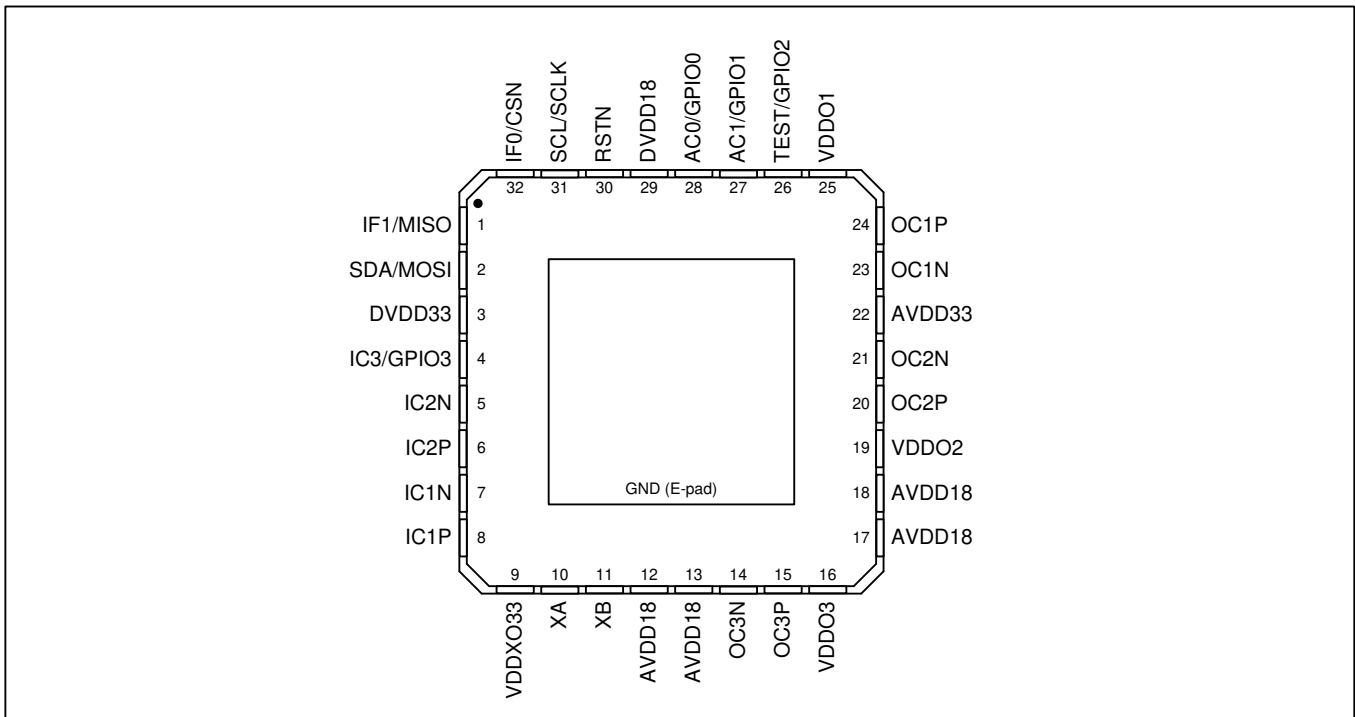 IF0/CSN
SCL/SCLK
RSTN
DVDD18
AC0/GPIO0
AC1/GPIO1
TEST/GPIO2
VDDO1
32 31 30 29 28 27 26 25
IF1/MISO 1
SDA/MOSI 2
DVDD33 3
IC3/GPIO3 4
IC2N 5
IC2P 6
IC1N 7
IC1P 8
24 OC1P
23 OC1N
22 AVDD33
21 OC2N
20 OC2P
19 VDDO2
18 AVDD18
17 AVDD18
GND (E-pad)
9 10 11 12 13 14 15 16
VDDXO33
XA
XB
AVDD18
AVDD18
OC3N
OC3P
VDDO3